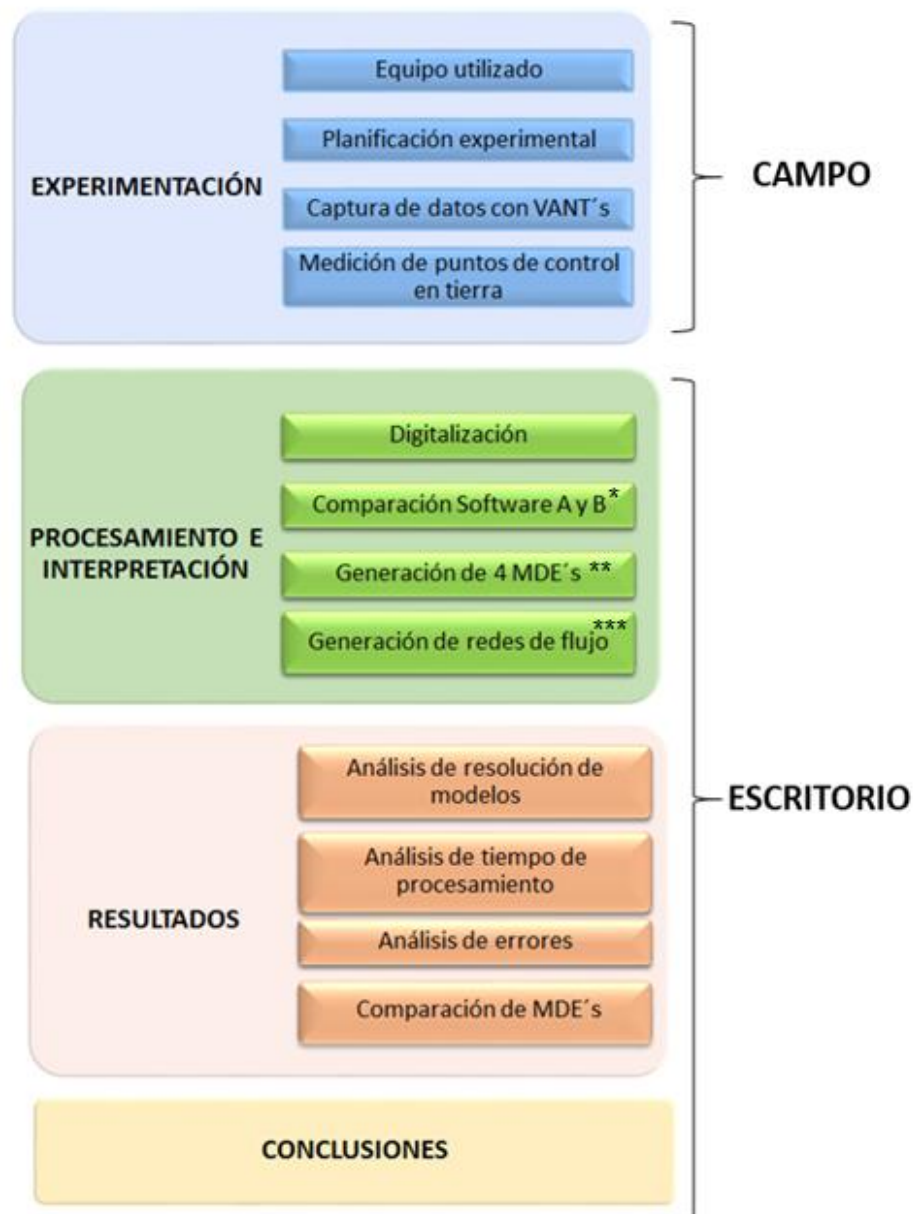 EXPERIMENTACIÓN
Equipo utilizado
Planificación experimental
Captura de datos con VANT´s
Medición de puntos de control
en tierra
CAMPO
PROCESAMIENTO E
INTERPRETACIÓN
Digitalización
Comparación Software A y B*
Generación de 4 MDE´s **
Generación de redes de flujo***
RESULTADOS
Análisis de resolución de
modelos
Análisis de tiempo de
procesamiento
Análisis de errores
Comparación de MDE´s
CONCLUSIONES
ESCRITORIO